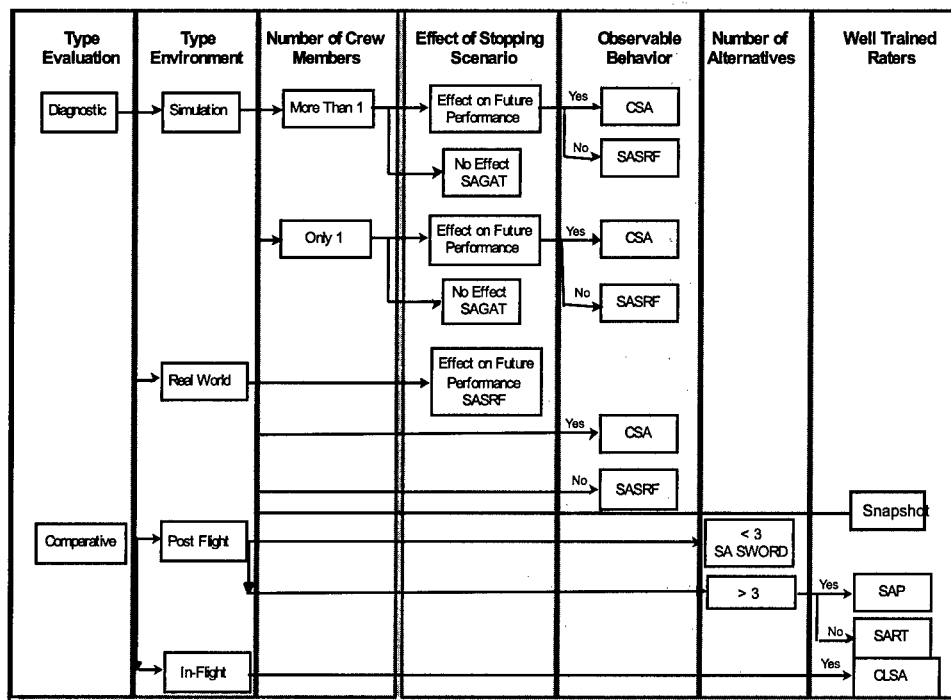 Type
Evaluation
Type
Environment
Number of Crew
Members
Effect of Stopping
Scenario
Observable
Behavior
Number of
Alternatives
Well Trained
Raters
Diagnostic
Simulation
More Than 1
Effect on Future
Performance
Yes
CSA
No
SASRF
No Effect
SAGAT
Only 1
Effect on Future
Performance
Yes
CSA
No Effect
SAGAT
No
SASRF
Real World
Effect on Future
Performance
SASRF
Yes
CSA
No
SASRF
Snapshot
Comparative
Post Flight
< 3
SA SWORD
> 3
Yes
SAP
No
SART
In-Flight
Yes
CLSA